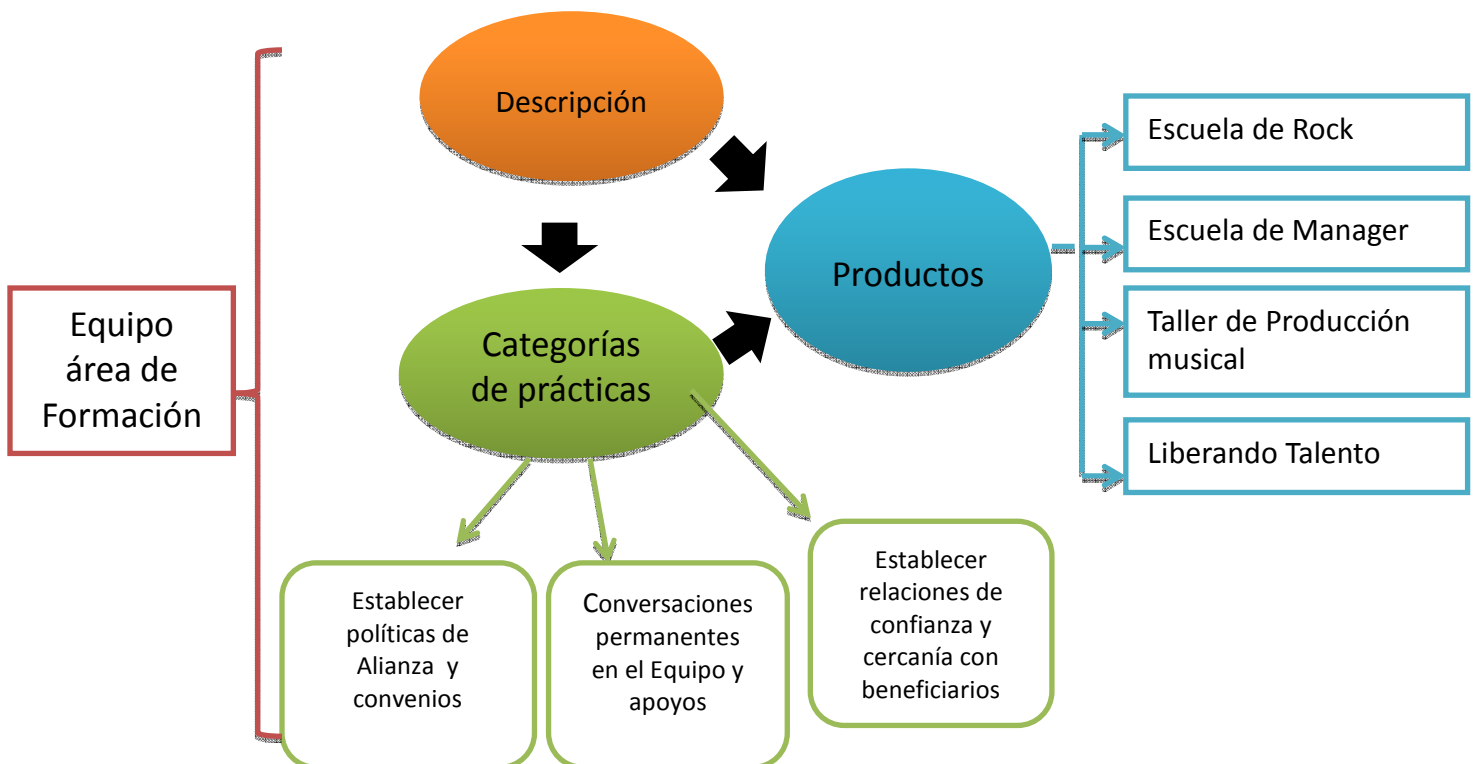 Descripción
Equipo
área de
Formación
Categorías
de prácticas
Productos
Escuela de Rock
Escuela de Manager
Taller de Producción
musical
Liberando Talento
Establecer
políticas de
Alianza y
convenios
Conversaciones
permanentes
en el Equipo y
apoyos
Establecer
relaciones de
confianza y
cercanía con
beneficiarios